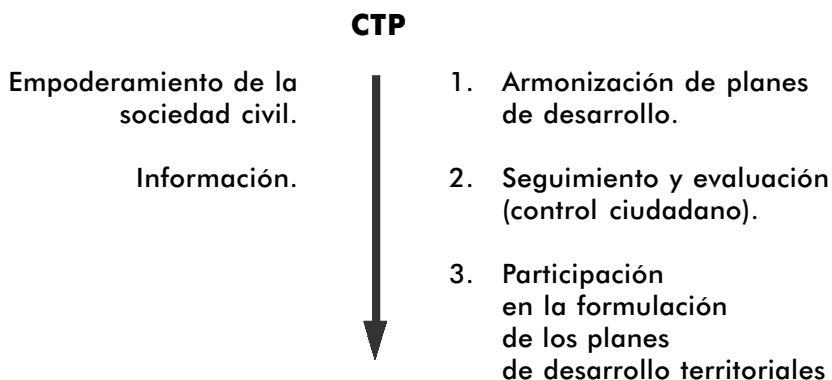 CTP
Empoderamiento de la
sociedad civil.
Información.
1. Armonización de planes
de desarrollo.
2. Seguimiento y evaluación
(control ciudadano).
3. Participación
en la formulación
de los planes
de desarrollo territoriales